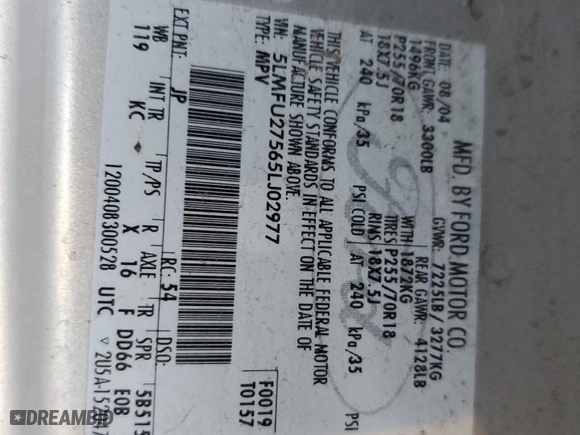 MFD. BY FORD MOTOR CO.
DATE: 08/04 GVWR: 7225LB/ 3277KG
FRONT GAWR: 3300LB REAR GAWR: 4128LB
1496KG WITH 1872KG
P255/70R18 TIRES P255/70R18
18X7.5J RIMS 18X7.5J
AT 240 kPa/35 PSI COLD AT 240 kPa/35 PSI
THIS VEHICLE CONFORMS TO ALL APPLICABLE FEDERAL MOTOR
VEHICLE SAFETY STANDARDS IN EFFECT ON THE DATE OF
MANUFACTURE SHOWN ABOVE.
VIN: 5LMFU27565LJ02977
TYPE: MPV
F0019
T0157
EXT PNT: JP RC: 54 DSO:
WB INT TR TP/PS R AXLE TR SPR
119 KC X 16 F DD66 E0B 5B515
1200408300528 UTC
DREAMBID